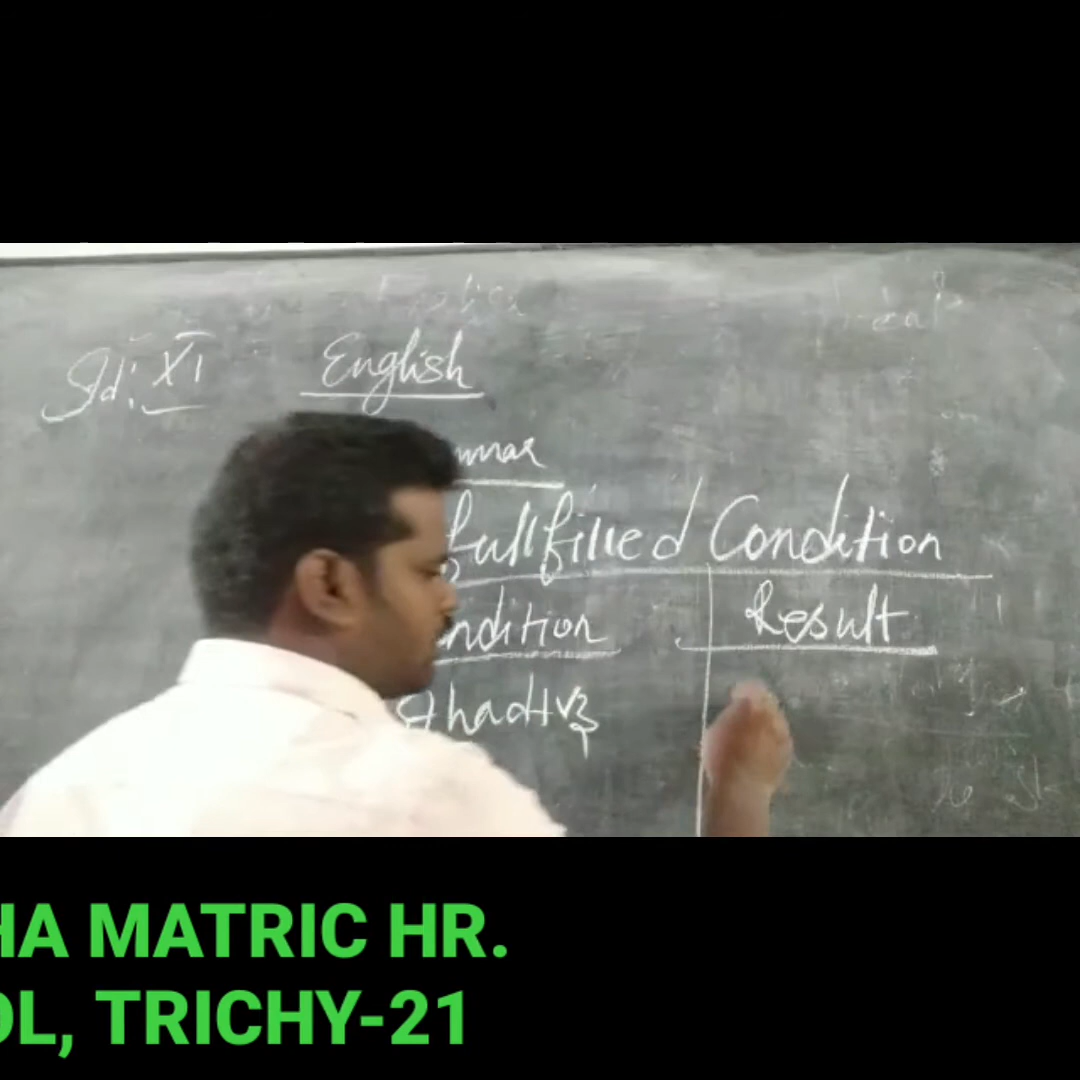 Std: XI English
mmar
fullfilled Condition
ndition Result
+had+V3
HA MATRIC HR.
OL, TRICHY-21